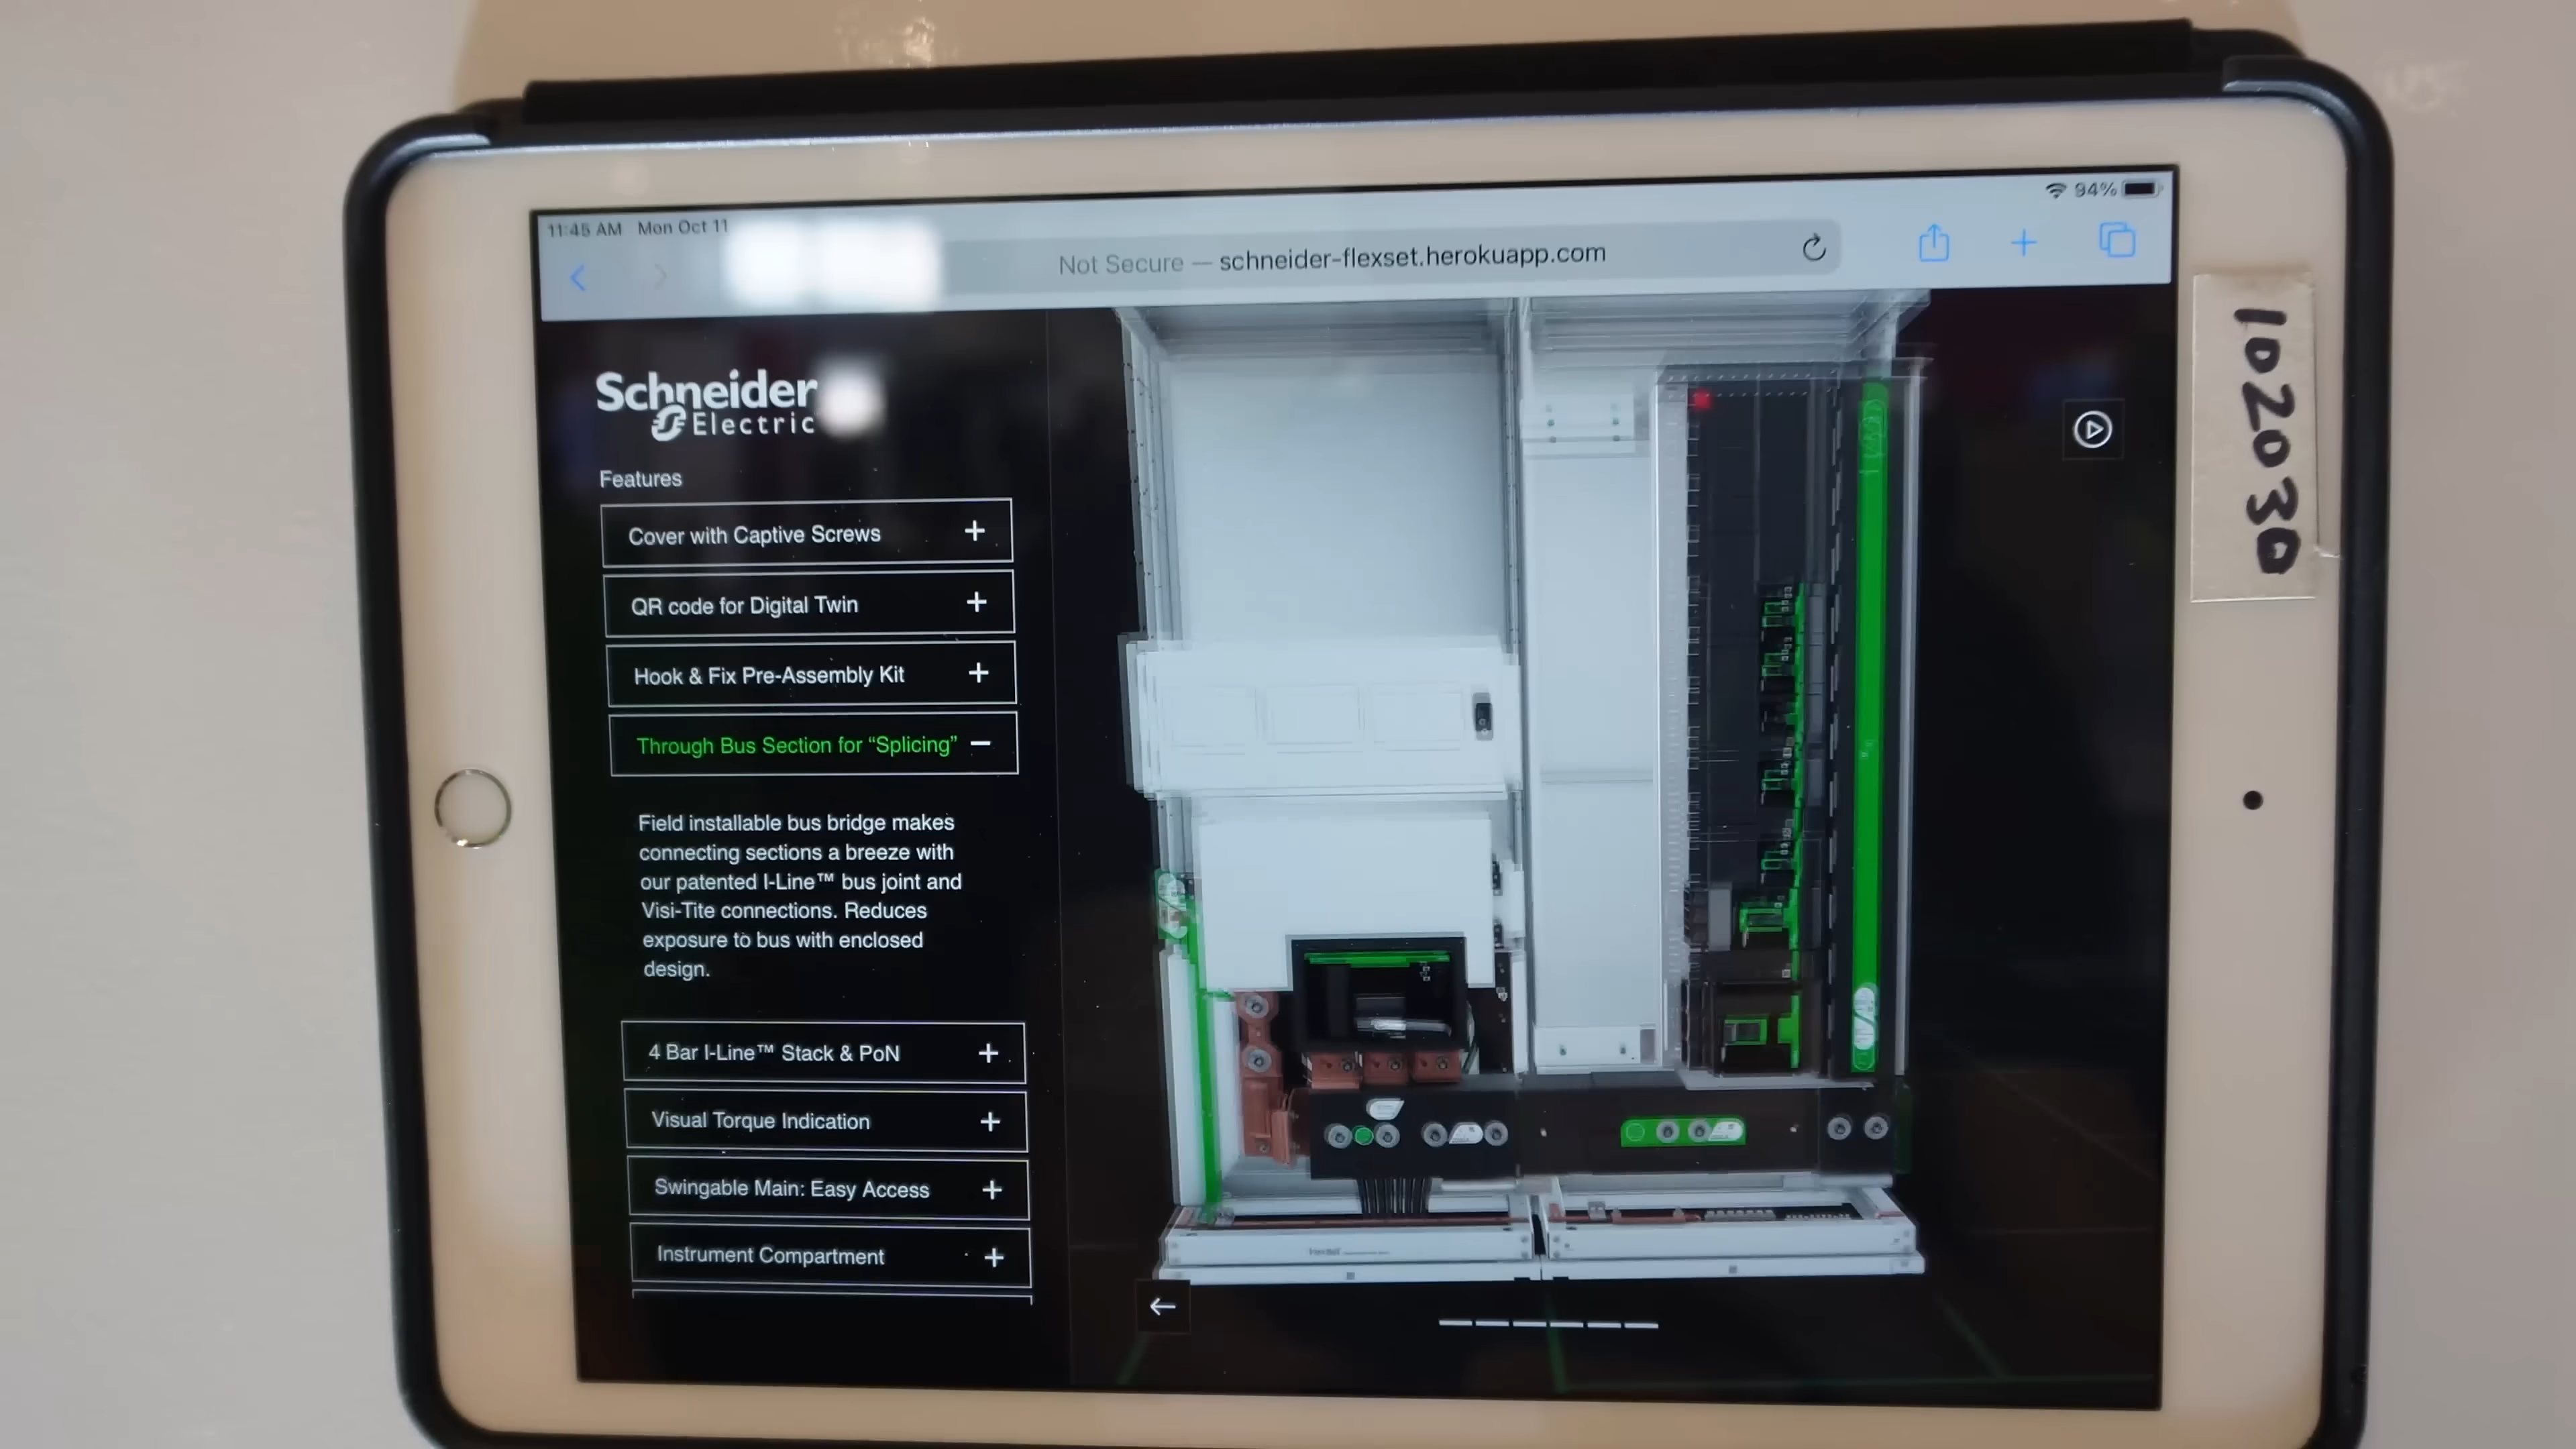 11:45 AM Mon Oct 11
94%
Not Secure — schneider-flexset.herokuapp.com
Schneider
Electric
Features
Cover with Captive Screws +
QR code for Digital Twin +
Hook & Fix Pre-Assembly Kit +
Through Bus Section for “Splicing” −
Field installable bus bridge makes
connecting sections a breeze with
our patented I-Line™ bus joint and
Visi-Tite connections. Reduces
exposure to bus with enclosed
design.
4 Bar I-Line™ Stack & PoN +
Visual Torque Indication +
Swingable Main: Easy Access +
Instrument Compartment +
102030